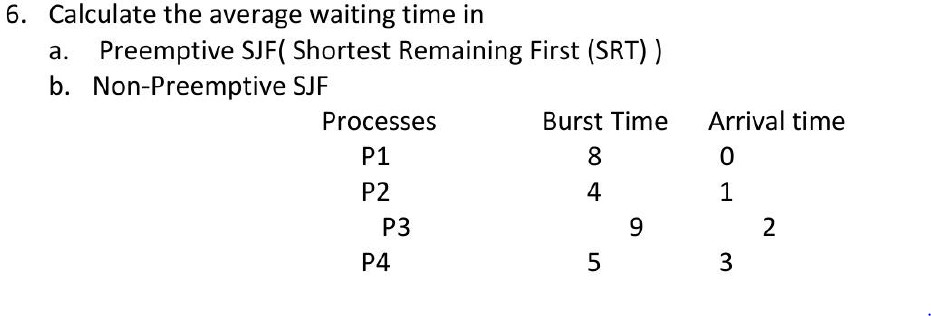 6. Calculate the average waiting time in
a. Preemptive SJF( Shortest Remaining First (SRT) )
b. Non-Preemptive SJF
Processes Burst Time Arrival time
P1 8 0
P2 4 1
P3 9 2
P4 5 3